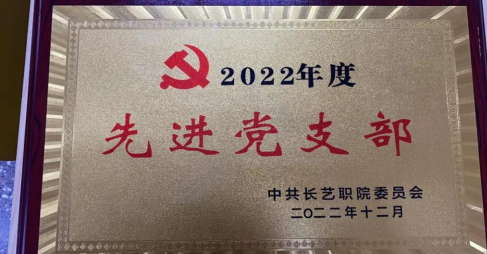 2022年度
先进党支部
中共长艺职院委员会
二〇二二年十二月